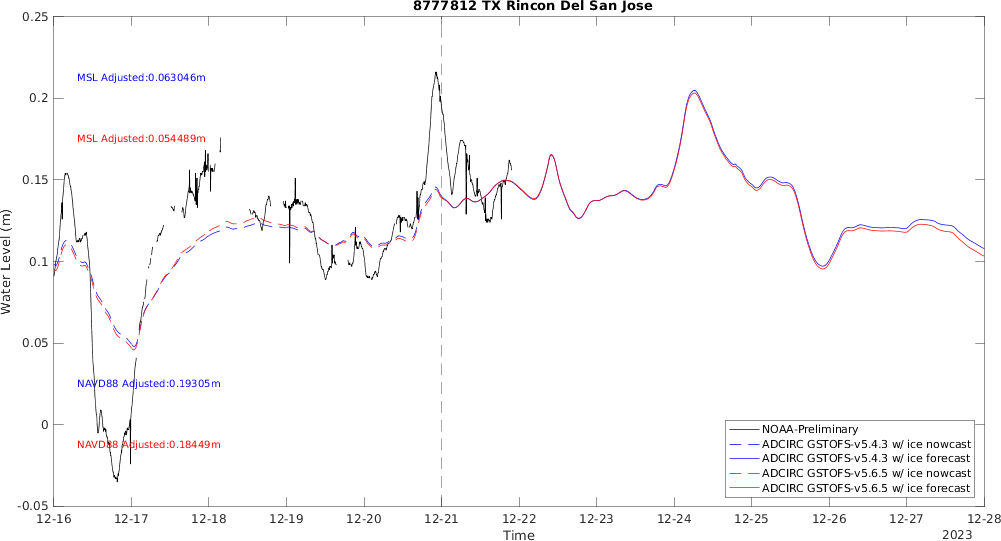 8777812 TX Rincon Del San Jose
0.25
0.2
0.15
0.1
0.05
0
-0.05
Water Level (m)
MSL Adjusted:0.063046m
MSL Adjusted:0.054489m
NAVD88 Adjusted:0.19305m
NAVD88 Adjusted:0.18449m
NOAA-Preliminary
ADCIRC GSTOFS-v5.4.3 w/ ice nowcast
ADCIRC GSTOFS-v5.4.3 w/ ice forecast
ADCIRC GSTOFS-v5.6.5 w/ ice nowcast
ADCIRC GSTOFS-v5.6.5 w/ ice forecast
12-16 12-17 12-18 12-19 12-20 12-21 12-22 12-23 12-24 12-25 12-26 12-27 12-28
Time
2023